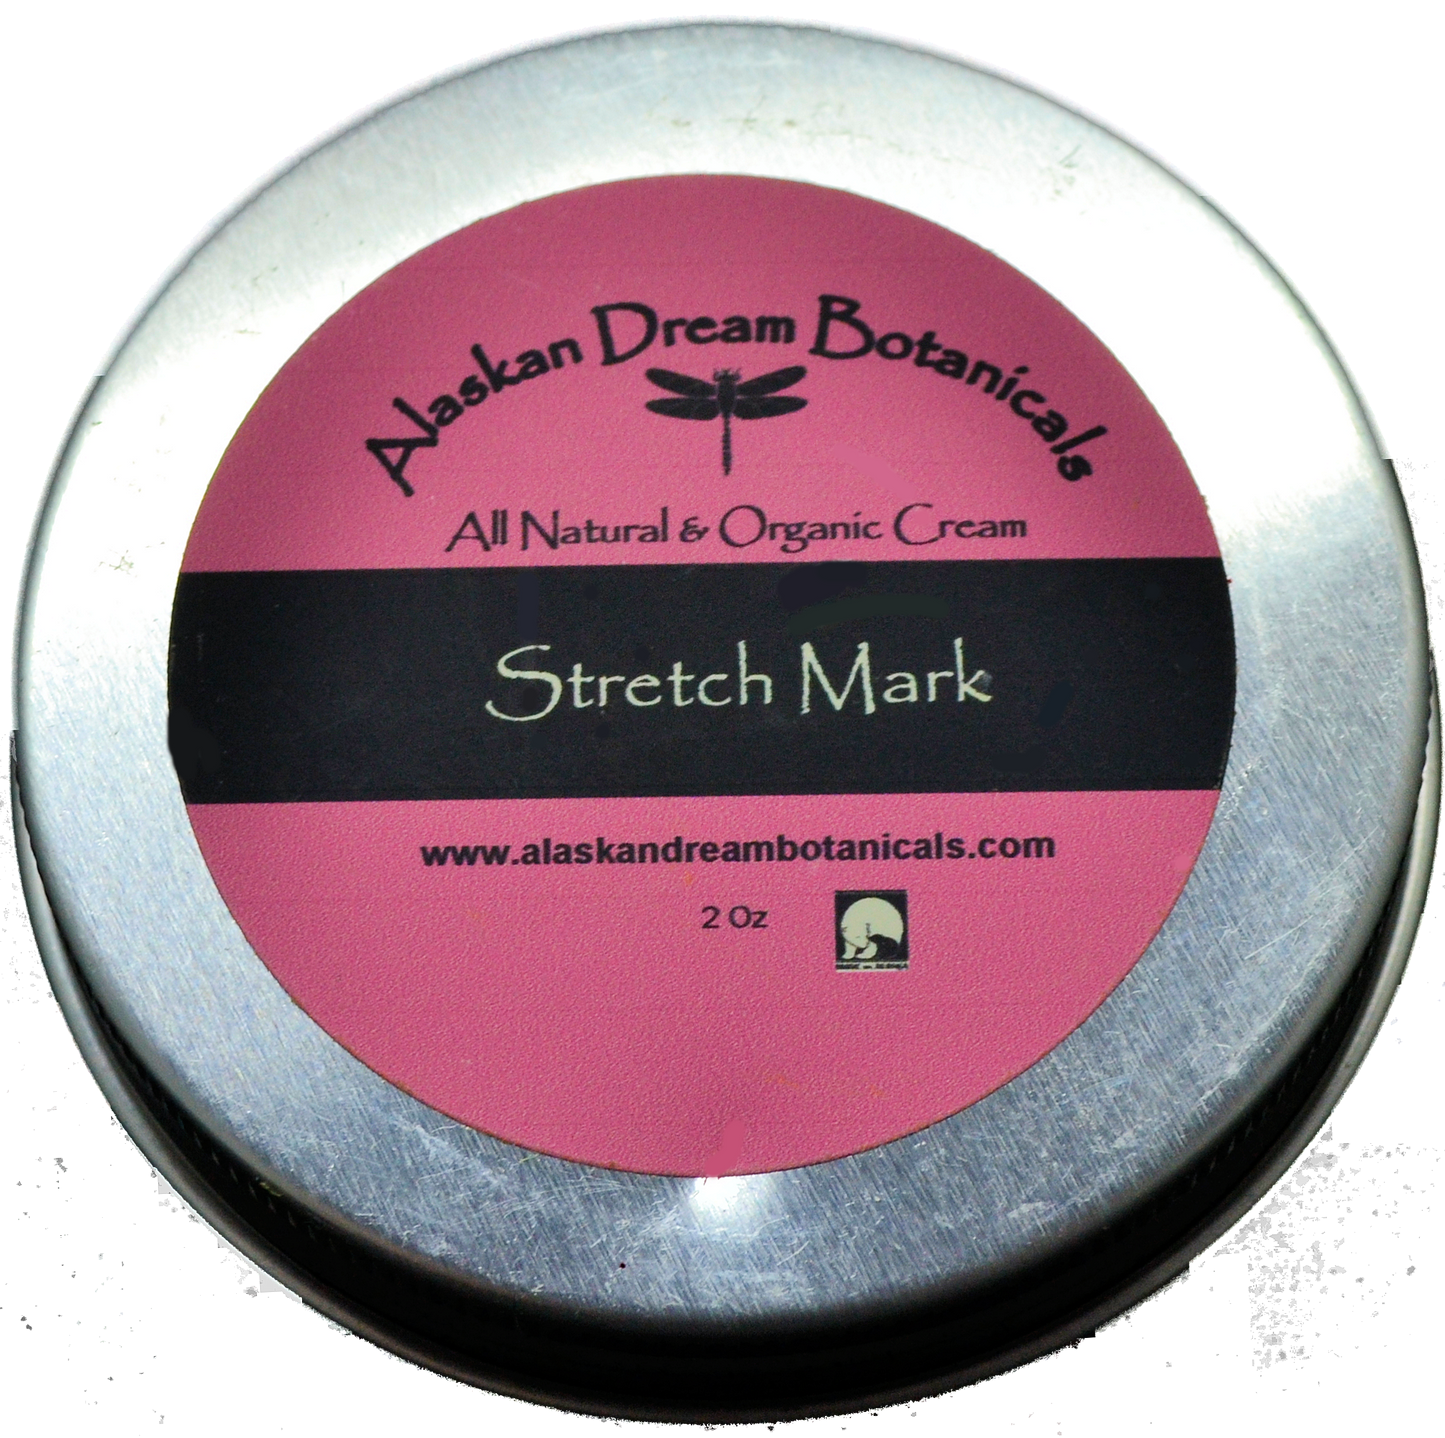 Alaskan Dream Botanicals
All Natural & Organic Cream
Stretch Mark
www.alaskandreambotanicals.com
2 Oz